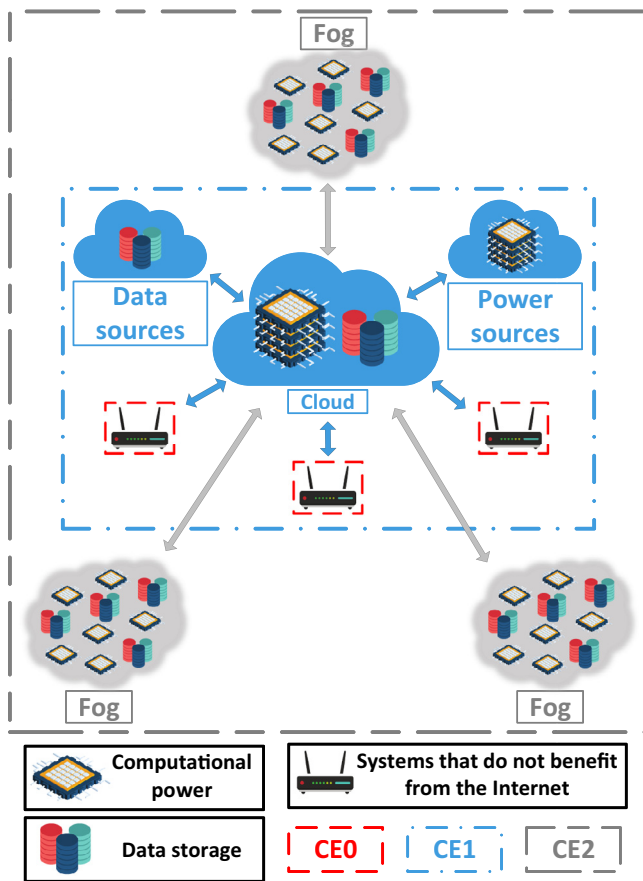 Fog
Data
sources
Power
sources
Cloud
Fog
Fog
Computational
power
Systems that do not benefit
from the Internet
Data storage
CE0
CE1
CE2